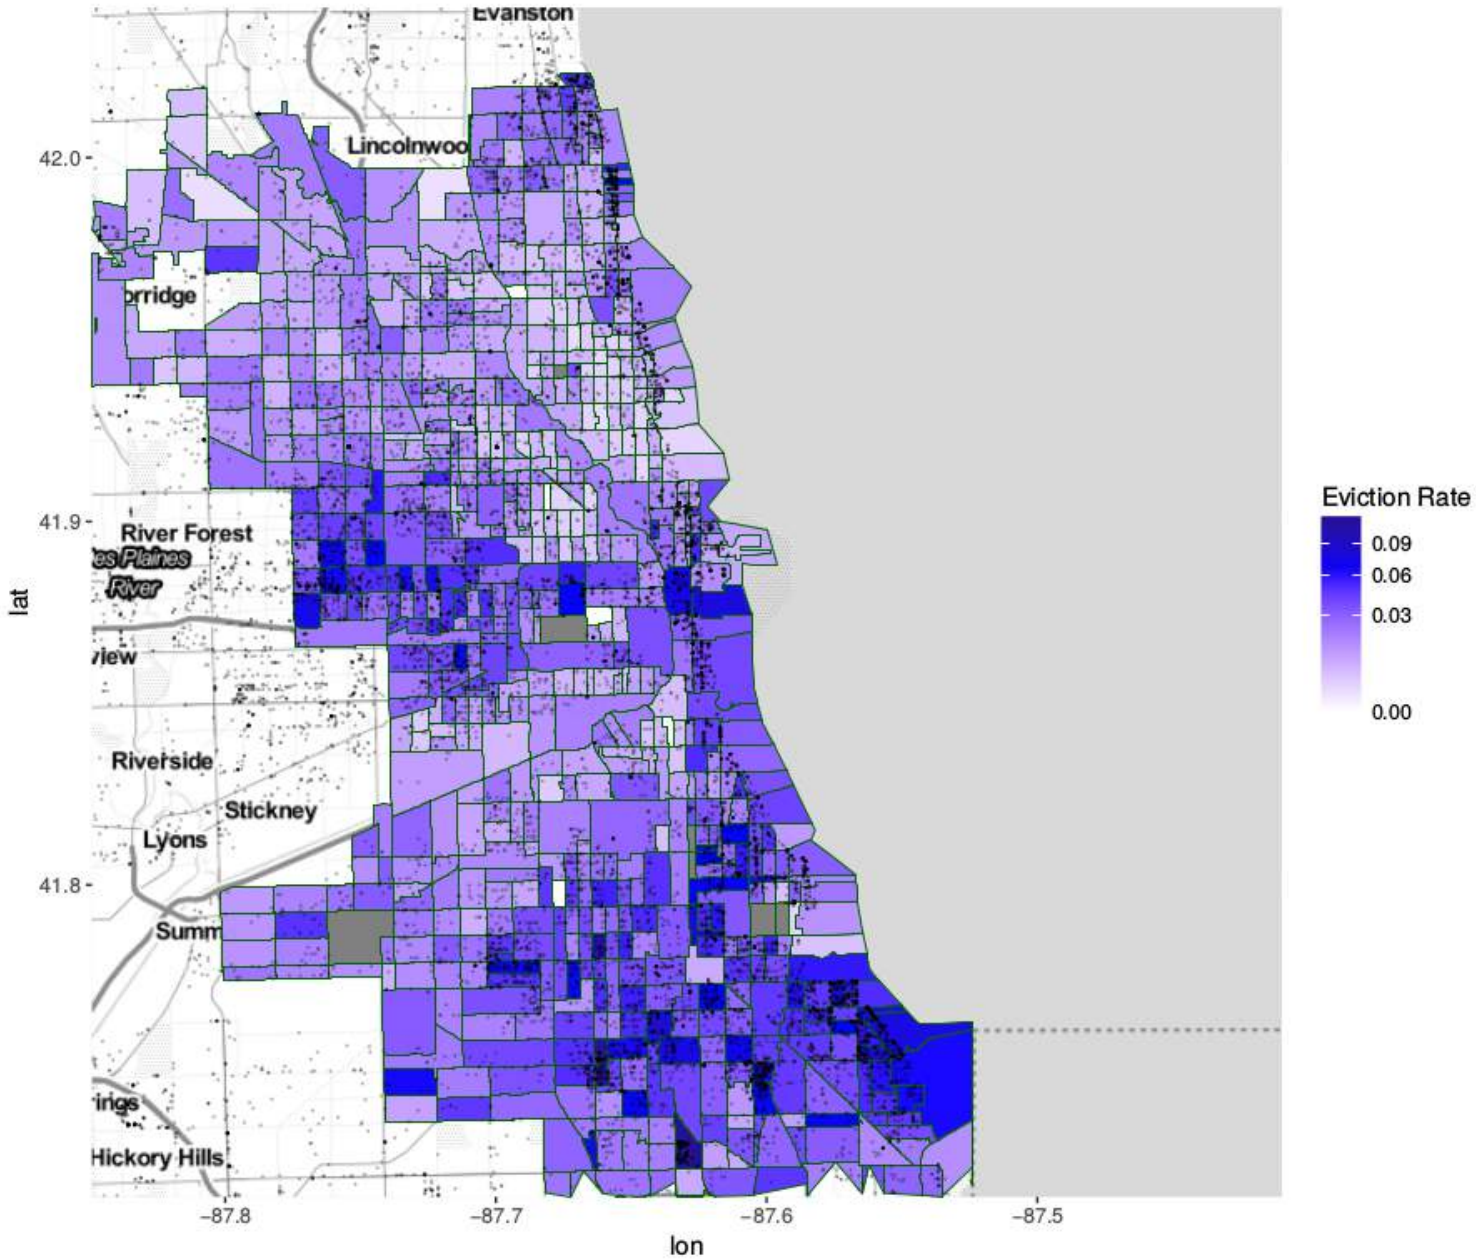 Evanston
42.0
Lincolnwoo
orridge
41.9
River Forest
es Plaines
River
Eviction Rate
0.09
0.06
0.03
0.00
lat
view
Riverside
Stickney
Lyons
41.8
Summ
rings
Hickory Hills
−87.8
−87.7
−87.6
−87.5
lon